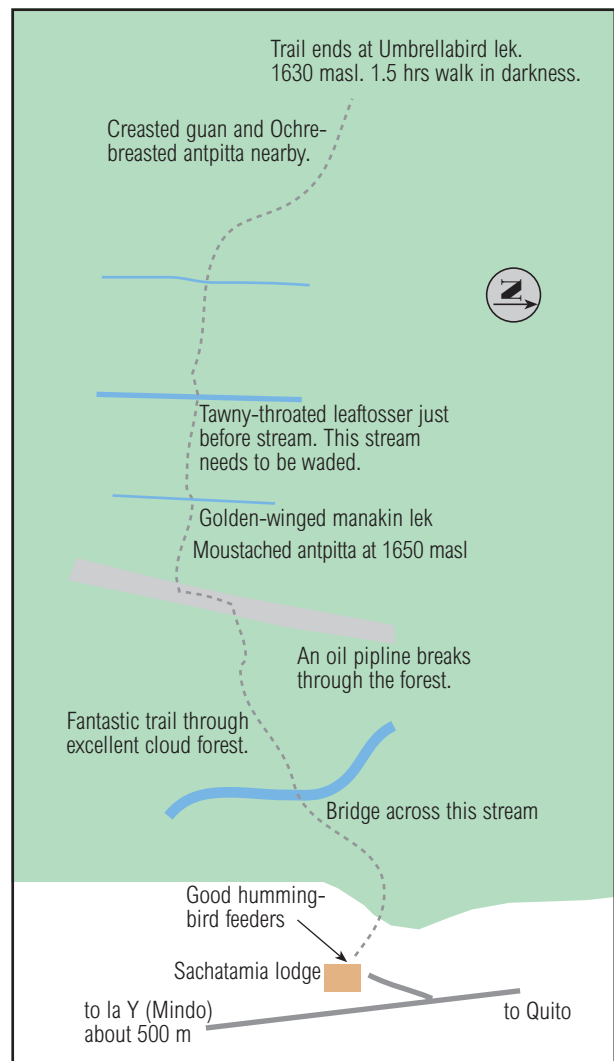 Trail ends at Umbrellabird lek.
1630 masl. 1.5 hrs walk in darkness.
Creasted guan and Ochre-
breasted antpitta nearby.
N
Tawny-throated leaftosser just
before stream. This stream
needs to be waded.
Golden-winged manakin lek
Moustached antpitta at 1650 masl
An oil pipline breaks
through the forest.
Fantastic trail through
excellent cloud forest.
Bridge across this stream
Good humming-
bird feeders
Sachatamia lodge
to la Y (Mindo)
about 500 m
to Quito